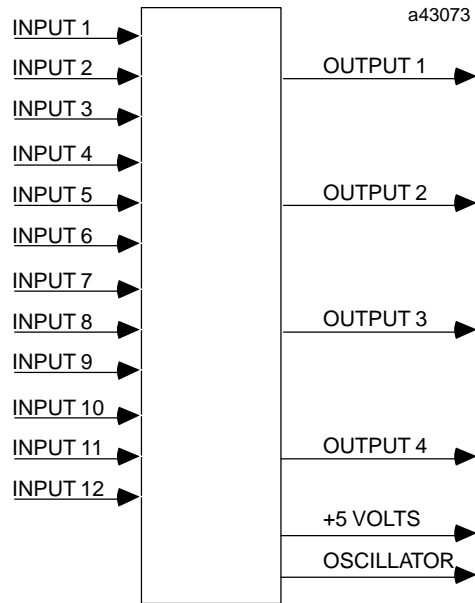 a43073
INPUT 1
INPUT 2
INPUT 3
INPUT 4
INPUT 5
INPUT 6
INPUT 7
INPUT 8
INPUT 9
INPUT 10
INPUT 11
INPUT 12
OUTPUT 1
OUTPUT 2
OUTPUT 3
OUTPUT 4
+5 VOLTS
OSCILLATOR